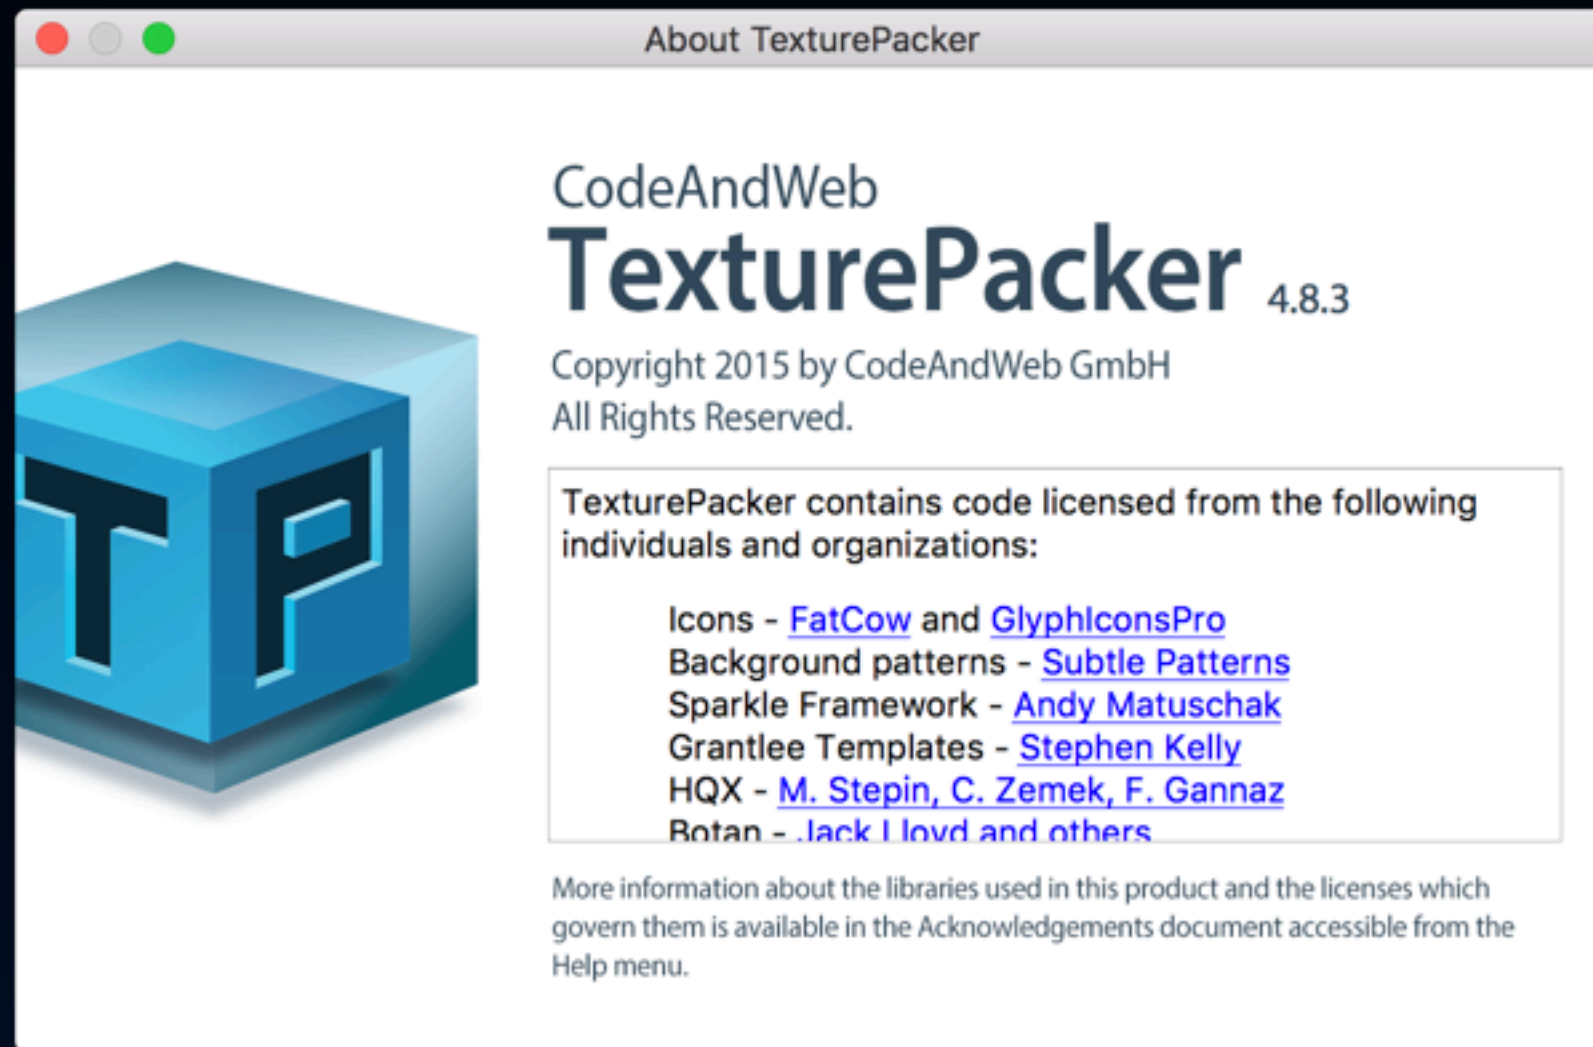 About TexturePacker
CodeAndWeb
TexturePacker 4.8.3
Copyright 2015 by CodeAndWeb GmbH
All Rights Reserved.
TP
TexturePacker contains code licensed from the following
individuals and organizations:
Icons - FatCow and GlyphIconsPro
Background patterns - Subtle Patterns
Sparkle Framework - Andy Matuschak
Grantlee Templates - Stephen Kelly
HQX - M. Stepin, C. Zemek, F. Gannaz
Botan - Jack Lloyd and others
More information about the libraries used in this product and the licenses which
govern them is available in the Acknowledgements document accessible from the
Help menu.